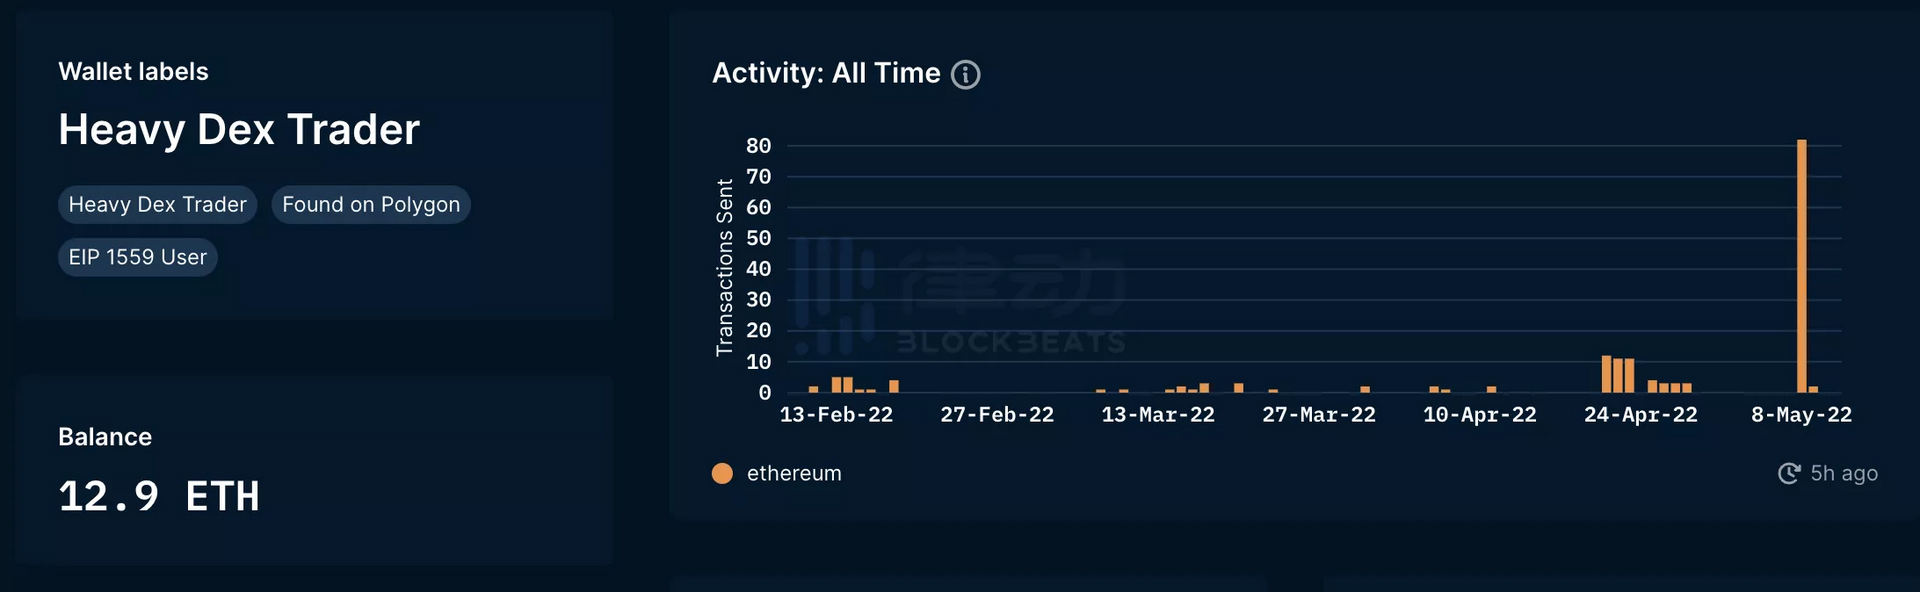 Wallet labels
Heavy Dex Trader
Heavy Dex Trader
Found on Polygon
EIP 1559 User
Balance
12.9 ETH
Activity: All Time
Transactions Sent
80
70
60
50
40
30
20
10
0
13-Feb-22
27-Feb-22
13-Mar-22
27-Mar-22
10-Apr-22
24-Apr-22
8-May-22
律动
BLOCKBEATS
ethereum
5h ago